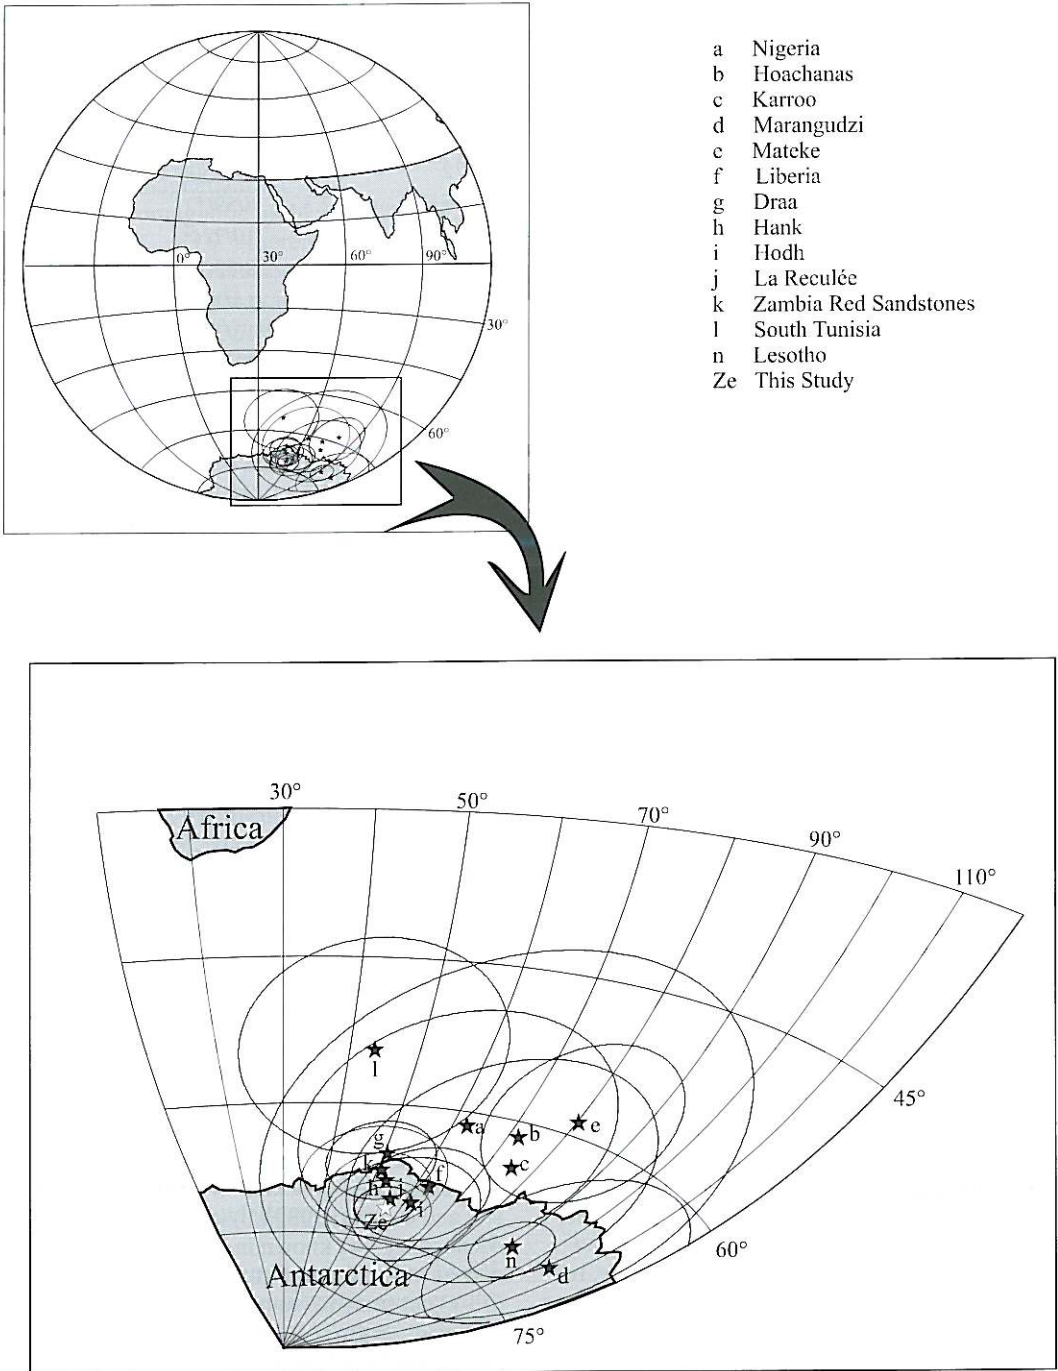 a Nigeria
b Hoachanas
c Karroo
d Marangudzi
e Mateke
f Liberia
g Draa
h Hank
i Hodh
j La Reculée
k Zambia Red Sandstones
l South Tunisia
n Lesotho
Ze This Study
0° 30° 60° 90°
30°
60°
30° 50° 70° 90° 110°
Africa
l
45°
a b e
g
c
k
f
h j
i
Ze
60°
n
d
Antarctica
75°